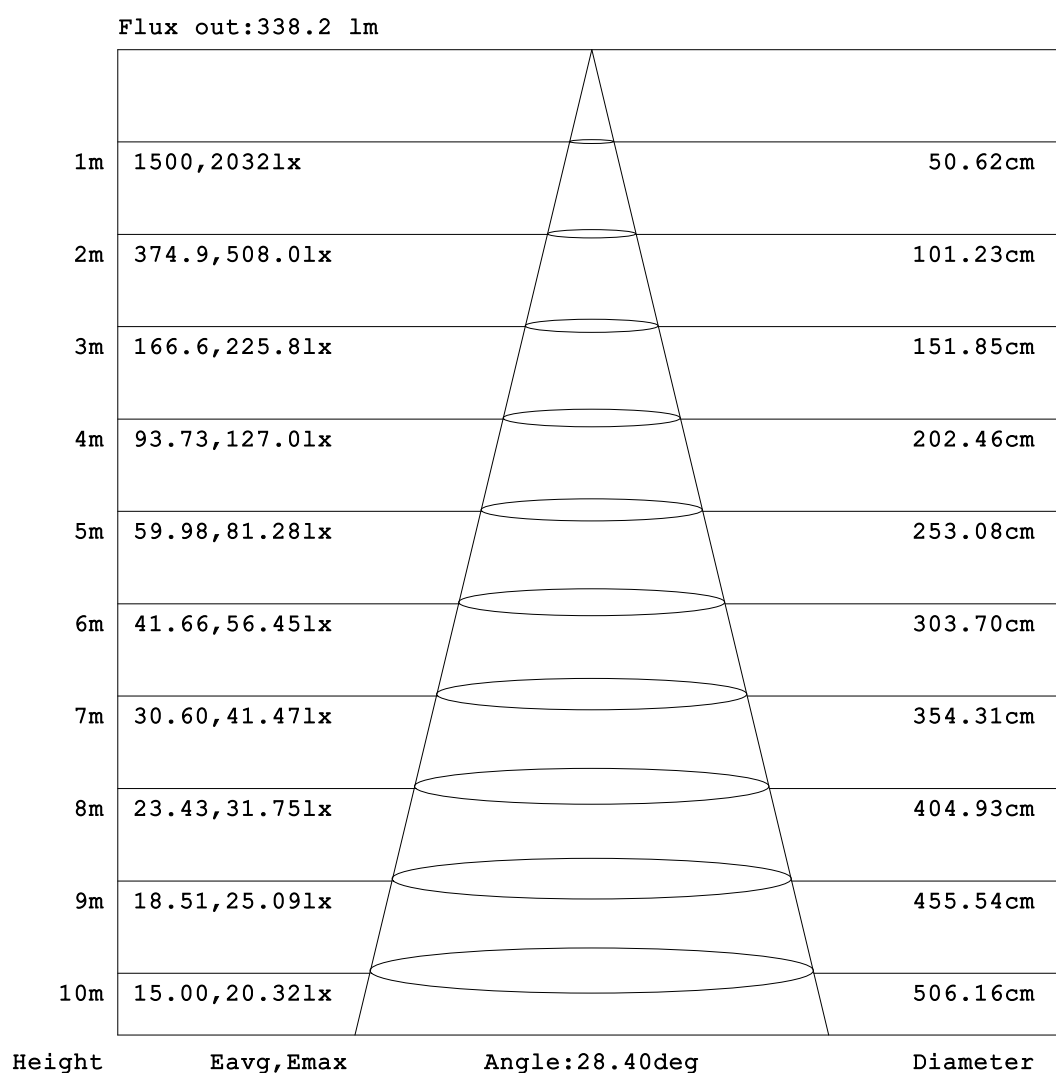 Flux out:338.2 lm
1m 1500,2032lx 50.62cm
2m 374.9,508.0lx 101.23cm
3m 166.6,225.8lx 151.85cm
4m 93.73,127.0lx 202.46cm
5m 59.98,81.28lx 253.08cm
6m 41.66,56.45lx 303.70cm
7m 30.60,41.47lx 354.31cm
8m 23.43,31.75lx 404.93cm
9m 18.51,25.09lx 455.54cm
10m 15.00,20.32lx 506.16cm
Height Eavg,Emax Angle:28.40deg Diameter